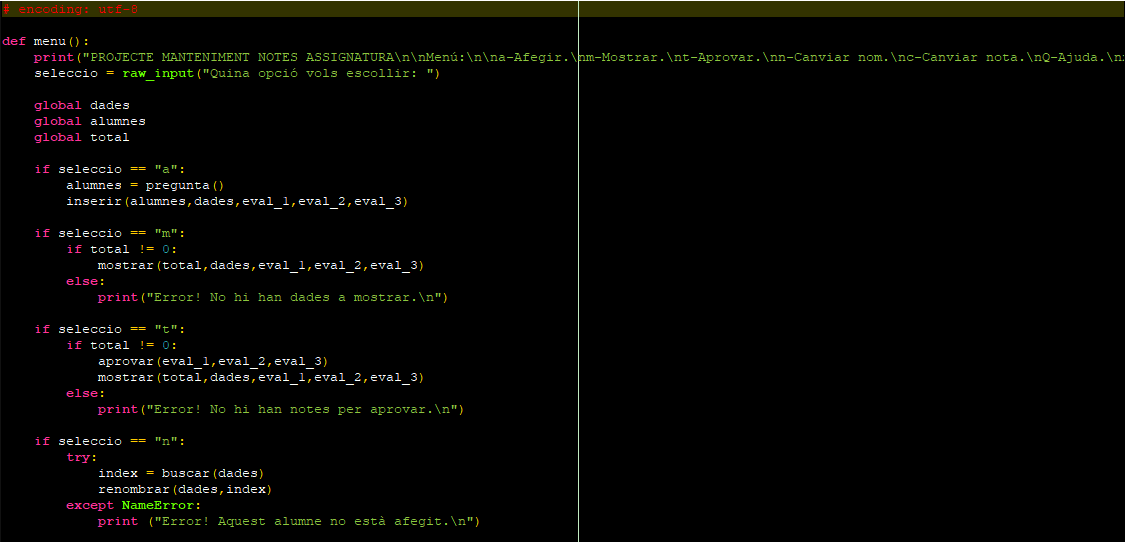 # encoding: utf-8
def menu():
print("PROJECTE MANTENIMENT NOTES ASSIGNATURA\n\nMenú:\n\na-Afegir.\nm-Mostrar.\nt-Aprovar.\nn-Canviar nom.\nc-Canviar nota.\nQ-Ajuda.\n
seleccio = raw_input("Quina opció vols escollir: ")
global dades
global alumnes
global total
if seleccio == "a":
alumnes = pregunta()
inserir(alumnes,dades,eval_1,eval_2,eval_3)
if seleccio == "m":
if total != 0:
mostrar(total,dades,eval_1,eval_2,eval_3)
else:
print("Error! No hi han dades a mostrar.\n")
if seleccio == "t":
if total != 0:
aprovar(eval_1,eval_2,eval_3)
mostrar(total,dades,eval_1,eval_2,eval_3)
else:
print("Error! No hi han notes per aprovar.\n")
if seleccio == "n":
try:
index = buscar(dades)
renombrar(dades,index)
except NameError:
print ("Error! Aquest alumne no està afegit.\n")